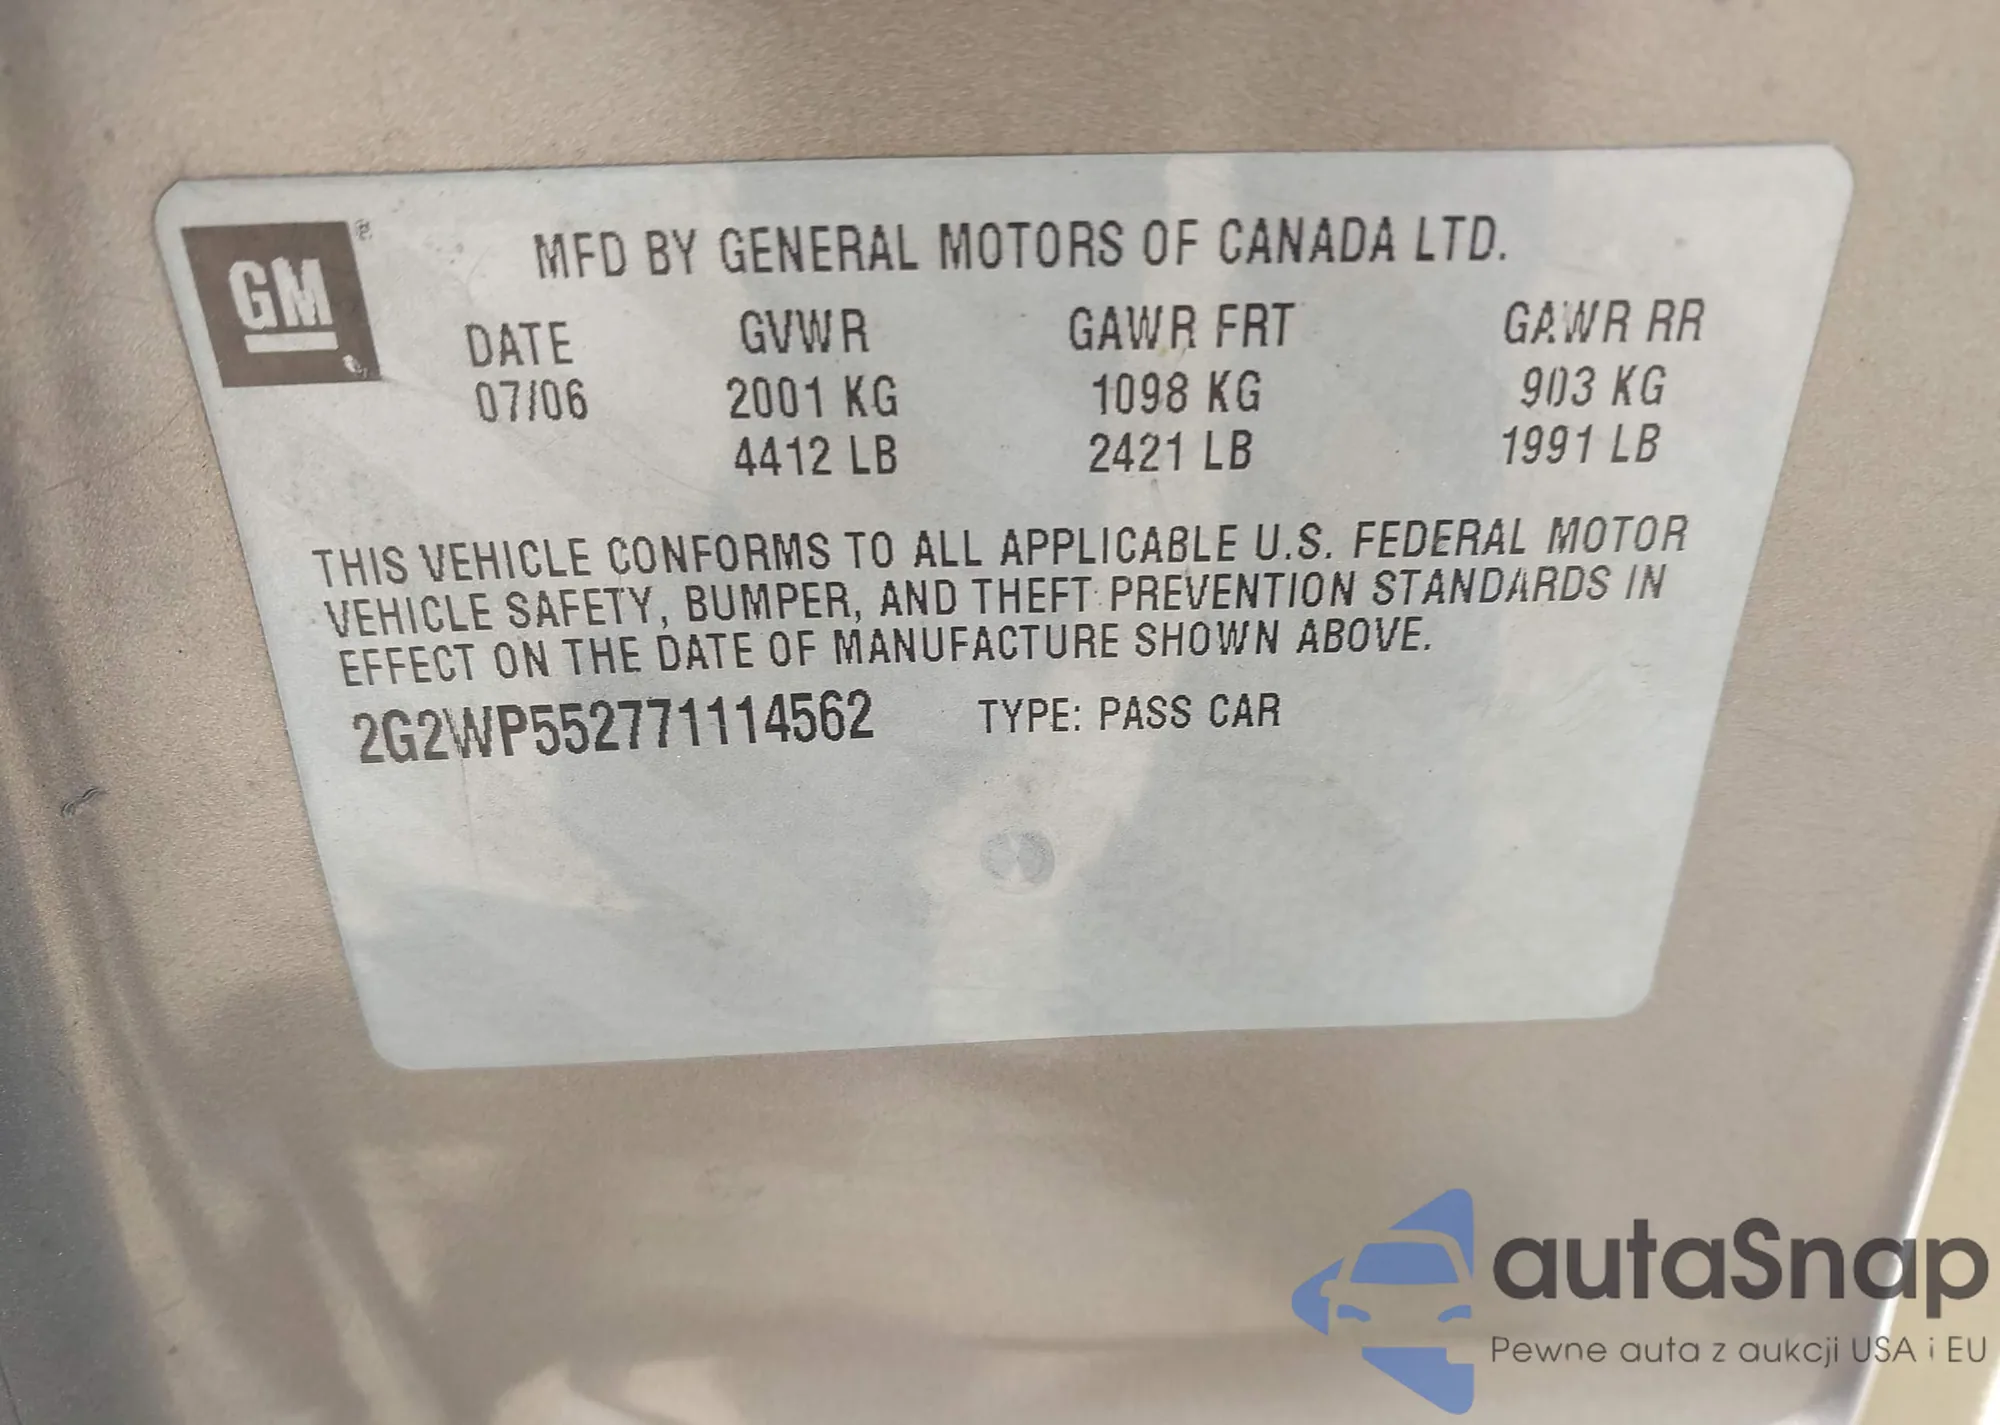 GM
MFD BY GENERAL MOTORS OF CANADA LTD.
DATE GVWR GAWR FRT GAWR RR
07/06 2001 KG 1098 KG 903 KG
4412 LB 2421 LB 1991 LB
THIS VEHICLE CONFORMS TO ALL APPLICABLE U.S. FEDERAL MOTOR
VEHICLE SAFETY, BUMPER, AND THEFT PREVENTION STANDARDS IN
EFFECT ON THE DATE OF MANUFACTURE SHOWN ABOVE.
2G2WP552771114562 TYPE: PASS CAR
autaSnap
Pewne auta z aukcji USA i EU